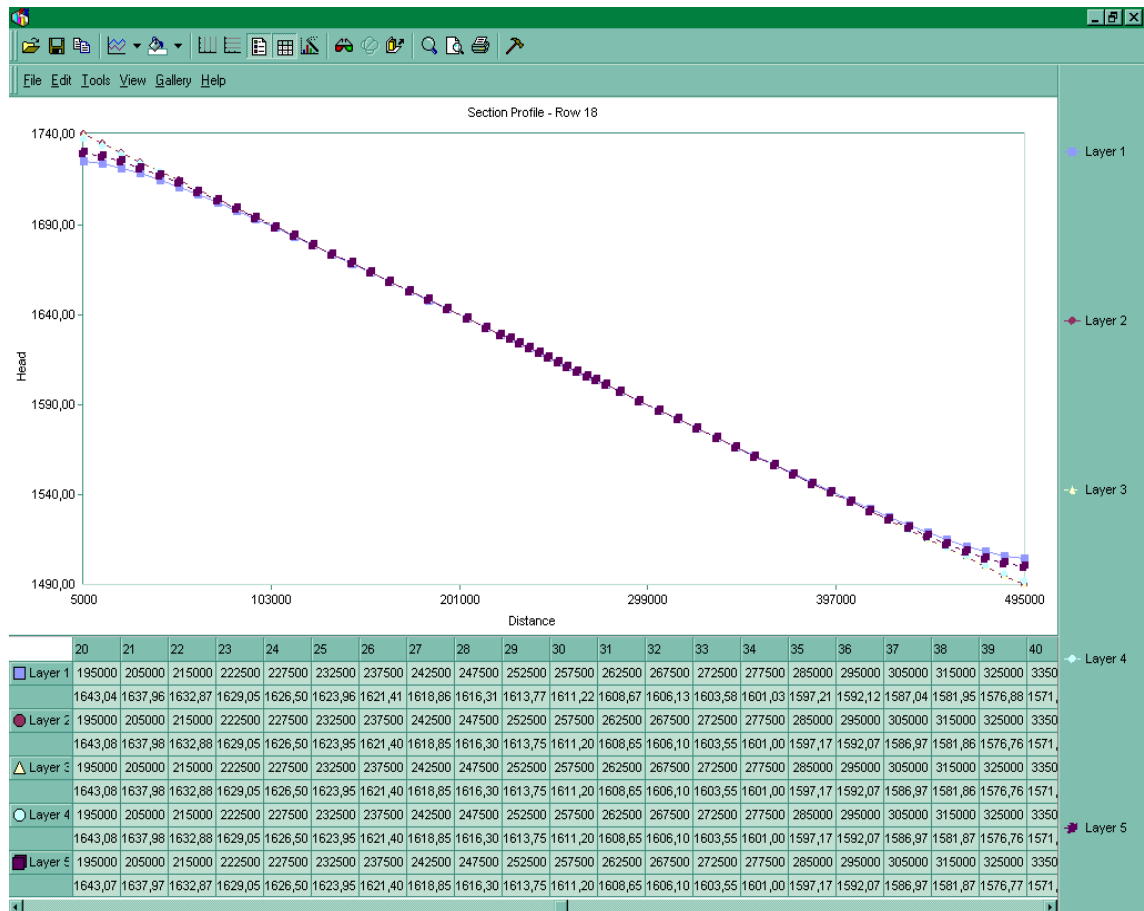 File Edit Tools View Gallery Help
Section Profile - Row 18
1740,00
1690,00
1640,00
1590,00
1540,00
1490,00
Head
5000 103000 201000 299000 397000 495000
Distance
Layer 1
Layer 2
Layer 3
Layer 4
Layer 5
20 21 22 23 24 25 26 27 28 29 30 31 32 33 34 35 36 37 38 39 40
Layer 1 195000 205000 215000 222500 227500 232500 237500 242500 247500 252500 257500 262500 267500 272500 277500 285000 295000 305000 315000 325000 3350
1643,04 1637,96 1632,87 1629,05 1626,50 1623,96 1621,41 1618,86 1616,31 1613,77 1611,22 1608,67 1606,13 1603,58 1601,03 1597,21 1592,12 1587,04 1581,95 1576,88 1571,
Layer 2 195000 205000 215000 222500 227500 232500 237500 242500 247500 252500 257500 262500 267500 272500 277500 285000 295000 305000 315000 325000 3350
1643,08 1637,98 1632,88 1629,05 1626,50 1623,95 1621,40 1618,85 1616,30 1613,75 1611,20 1608,65 1606,10 1603,55 1601,00 1597,17 1592,07 1586,97 1581,86 1576,76 1571,
Layer 3 195000 205000 215000 222500 227500 232500 237500 242500 247500 252500 257500 262500 267500 272500 277500 285000 295000 305000 315000 325000 3350
1643,08 1637,98 1632,88 1629,05 1626,50 1623,95 1621,40 1618,85 1616,30 1613,75 1611,20 1608,65 1606,10 1603,55 1601,00 1597,17 1592,07 1586,97 1581,86 1576,76 1571,
Layer 4 195000 205000 215000 222500 227500 232500 237500 242500 247500 252500 257500 262500 267500 272500 277500 285000 295000 305000 315000 325000 3350
1643,08 1637,98 1632,88 1629,05 1626,50 1623,95 1621,40 1618,85 1616,30 1613,75 1611,20 1608,65 1606,10 1603,55 1601,00 1597,17 1592,07 1586,97 1581,87 1576,76 1571,
Layer 5 195000 205000 215000 222500 227500 232500 237500 242500 247500 252500 257500 262500 267500 272500 277500 285000 295000 305000 315000 325000 3350
1643,07 1637,97 1632,87 1629,05 1626,50 1623,95 1621,40 1618,85 1616,30 1613,75 1611,20 1608,65 1606,10 1603,55 1601,00 1597,17 1592,07 1586,97 1581,87 1576,77 1571,